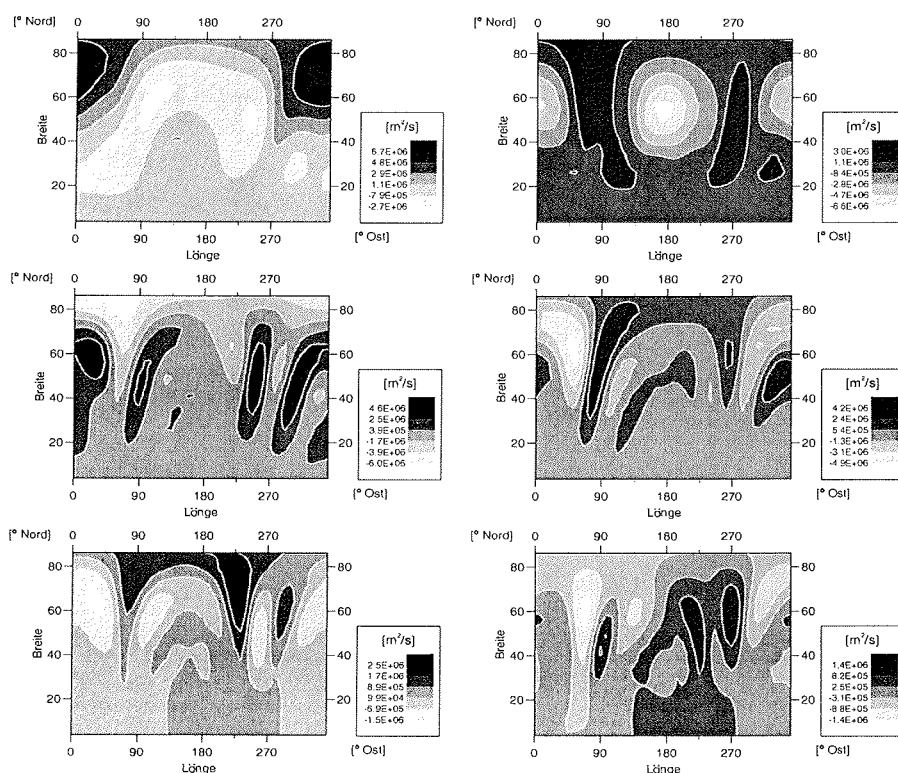 [° Nord] 0 90 180 270
80 80
60 60
Breite
40 40
20 20
0 90 180 270
Länge
[° Ost]
[m²/s]
6.7E+06
4.8E+06
2.9E+06
1.1E+06
-7.9E+05
-2.7E+06
[° Nord] 0 90 180 270
80 80
60 60
Breite
40 40
20 20
0 90 180 270
Länge
[° Ost]
[m²/s]
3.0E+06
1.1E+06
-8.4E+05
-2.8E+06
-4.7E+06
-6.6E+06
[° Nord] 0 90 180 270
80 80
60 60
Breite
40 40
20 20
0 90 180 270
Länge
[° Ost]
[m²/s]
4.6E+06
2.5E+06
3.9E+05
-1.7E+06
-3.9E+06
-6.0E+06
[° Nord] 0 90 180 270
80 80
60 60
Breite
40 40
20 20
0 90 180 270
Länge
[° Ost]
[m²/s]
4.2E+06
2.4E+06
5.4E+05
-1.3E+06
-3.1E+06
-4.9E+06
[° Nord] 0 90 180 270
80 80
60 60
Breite
40 40
20 20
0 90 180 270
Länge
[° Ost]
[m²/s]
2.5E+06
1.7E+06
8.9E+05
9.9E+04
-6.9E+05
-1.5E+06
[° Nord] 0 90 180 270
80 80
60 60
Breite
40 40
20 20
0 90 180 270
Länge
[° Ost]
[m²/s]
1.4E+06
8.2E+05
2.5E+05
-3.1E+05
-8.8E+05
-1.4E+06